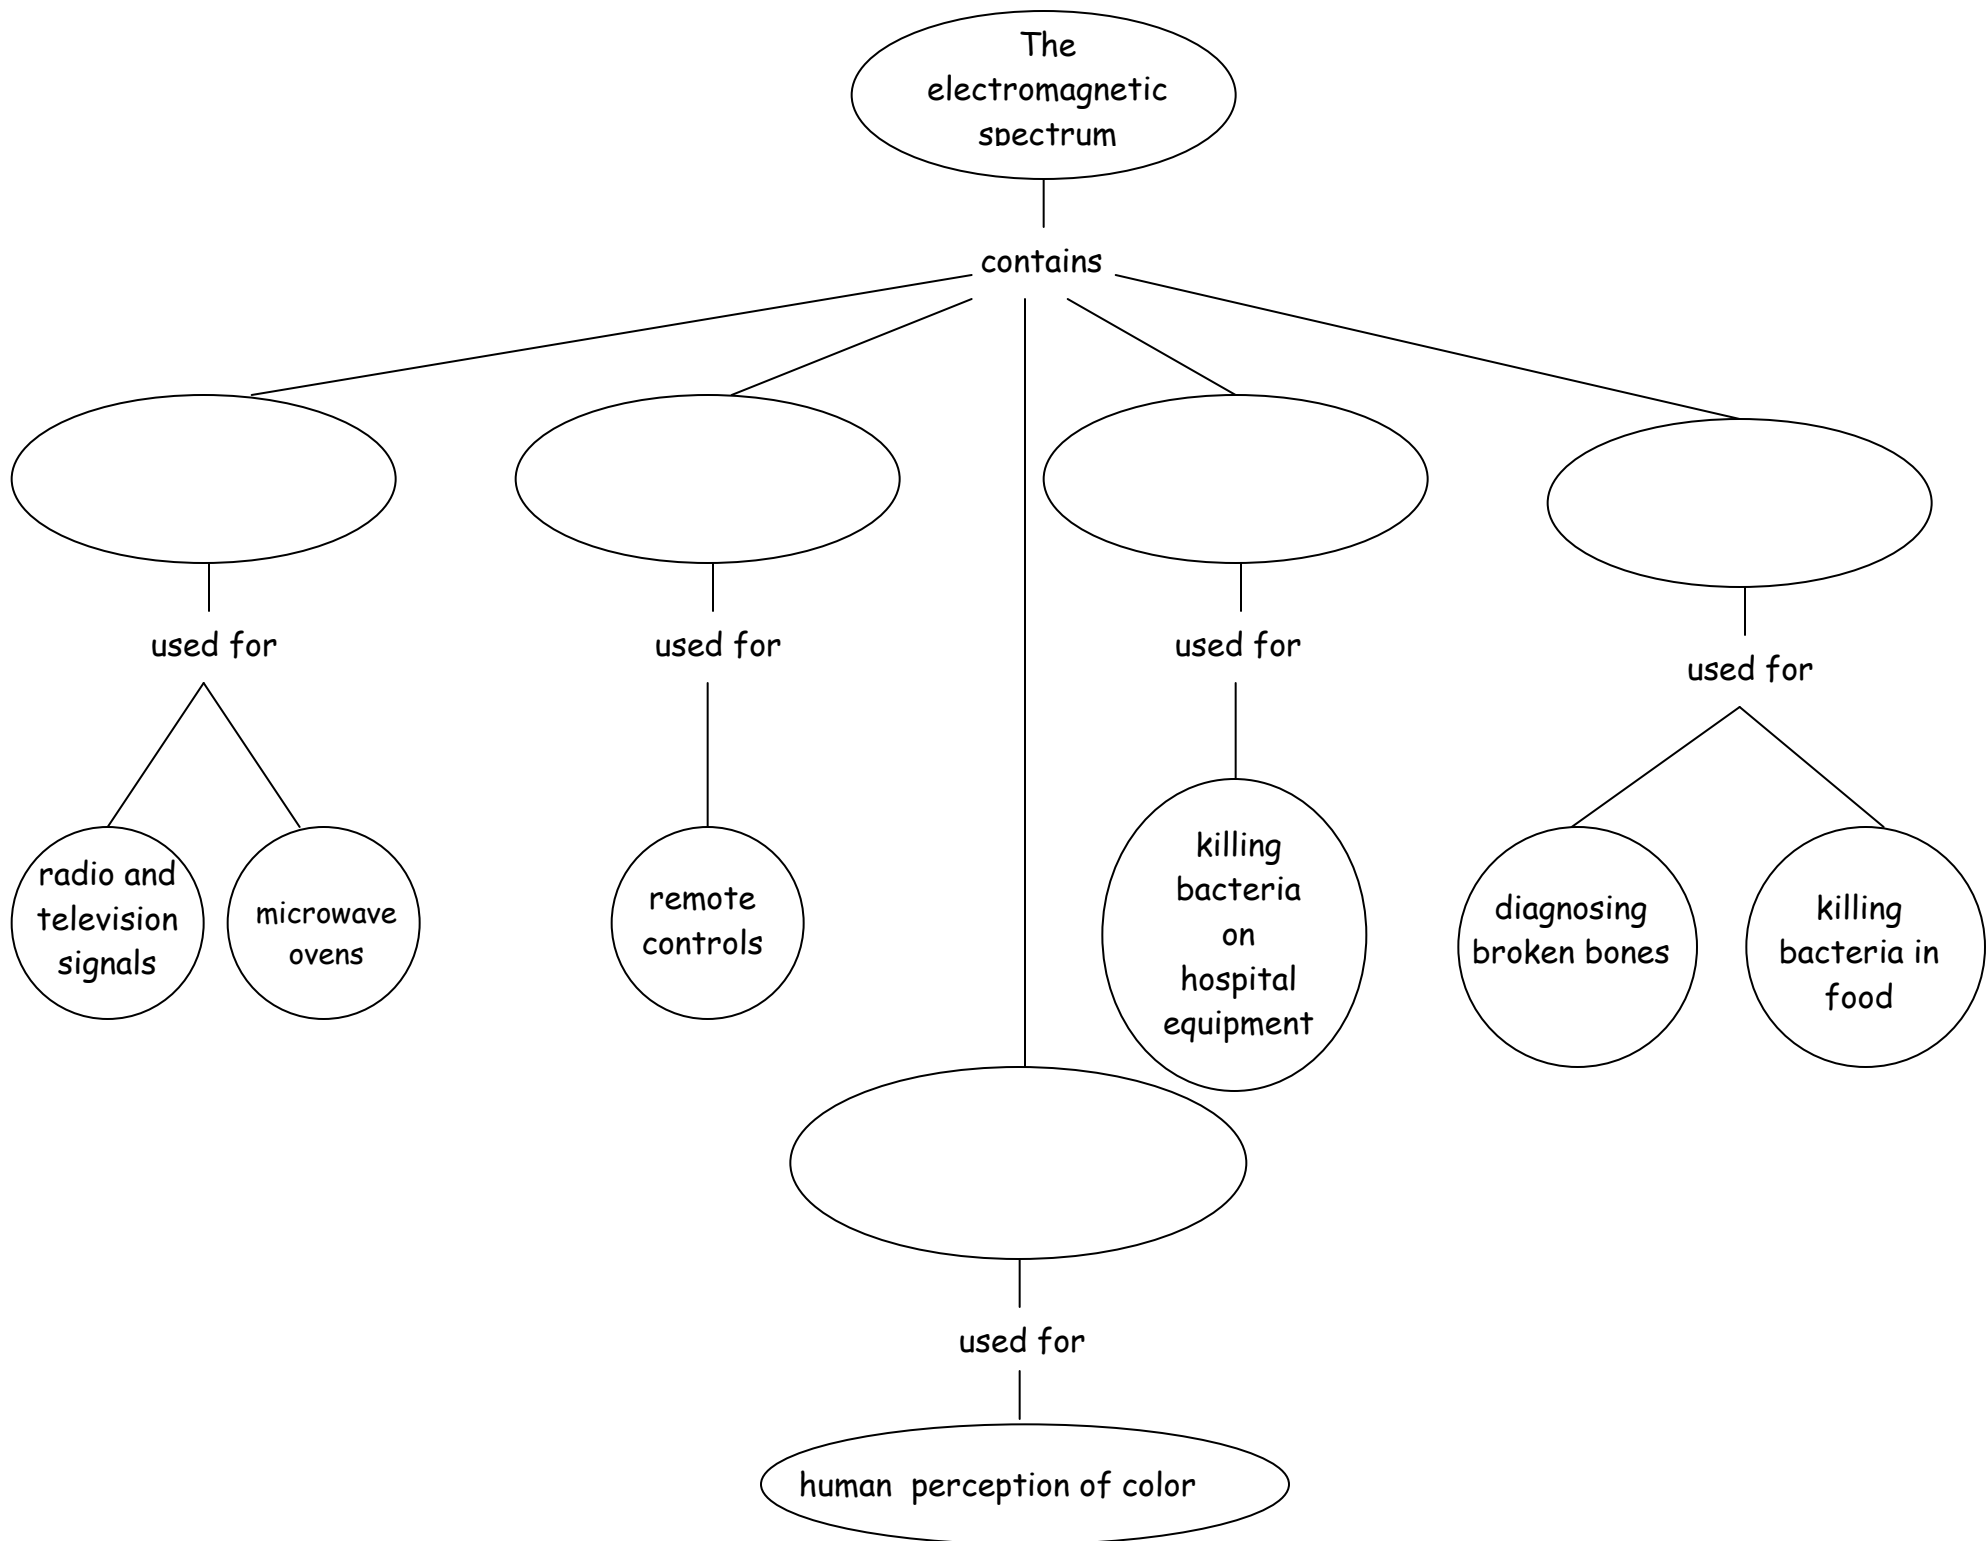 The
electromagnetic
spectrum
contains
used for
used for
used for
used for
radio and
television
signals
microwave
ovens
remote
controls
killing
bacteria
on
hospital
equipment
diagnosing
broken bones
killing
bacteria in
food
used for
human perception of color